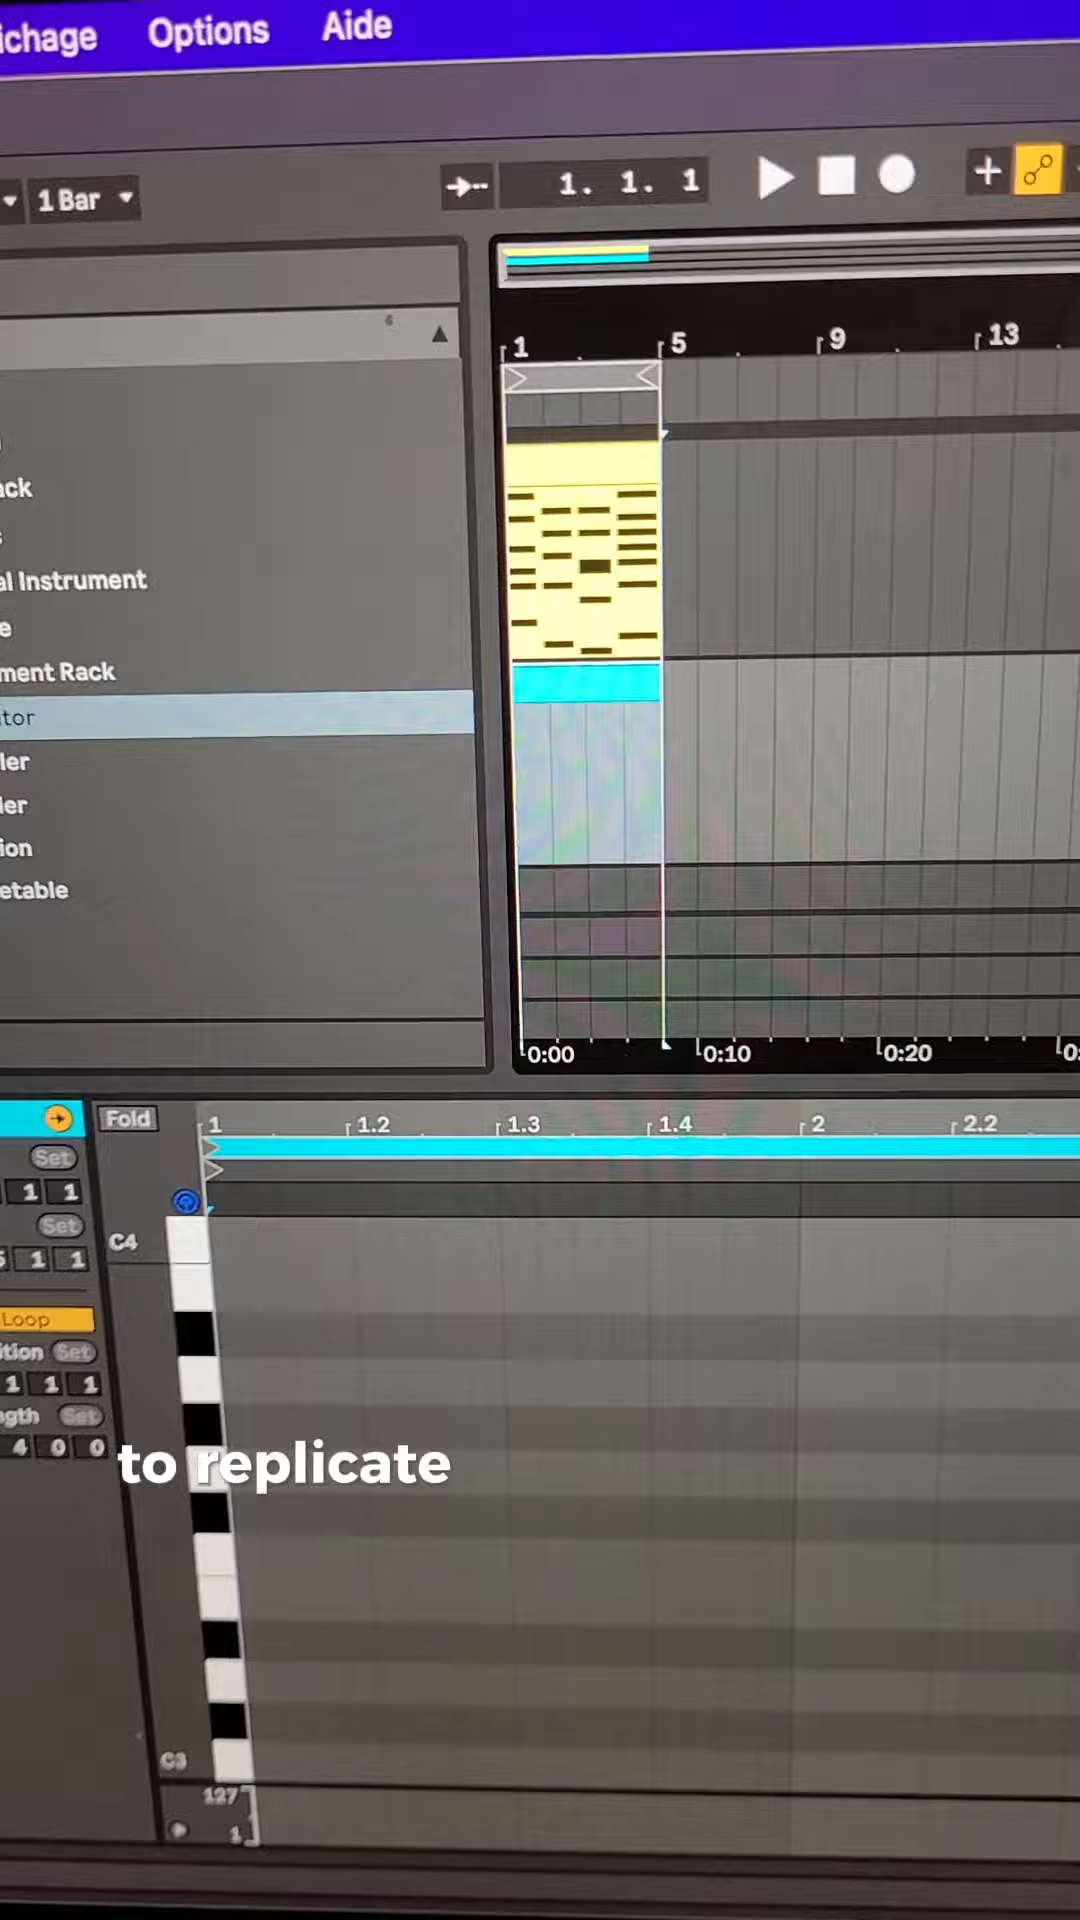 ichage Options Aide
1 Bar 1. 1. 1
1 5 9 13
ack
al Instrument
e
ment Rack
tor
ler
ler
ion
etable
0:00 0:10 0:20 0:
Fold 1 1.2 1.3 1.4 2 2.2
Set
1 1
Set
C4
1 1
Loop
ition Set
1 1 1
ngth Set
4 0 0
to replicate
C3
127
1